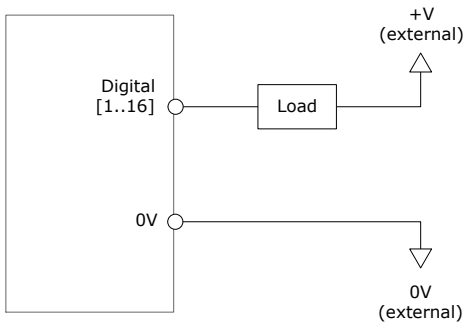 +V
(external)
Digital
[1..16]
Load
0V
0V
(external)